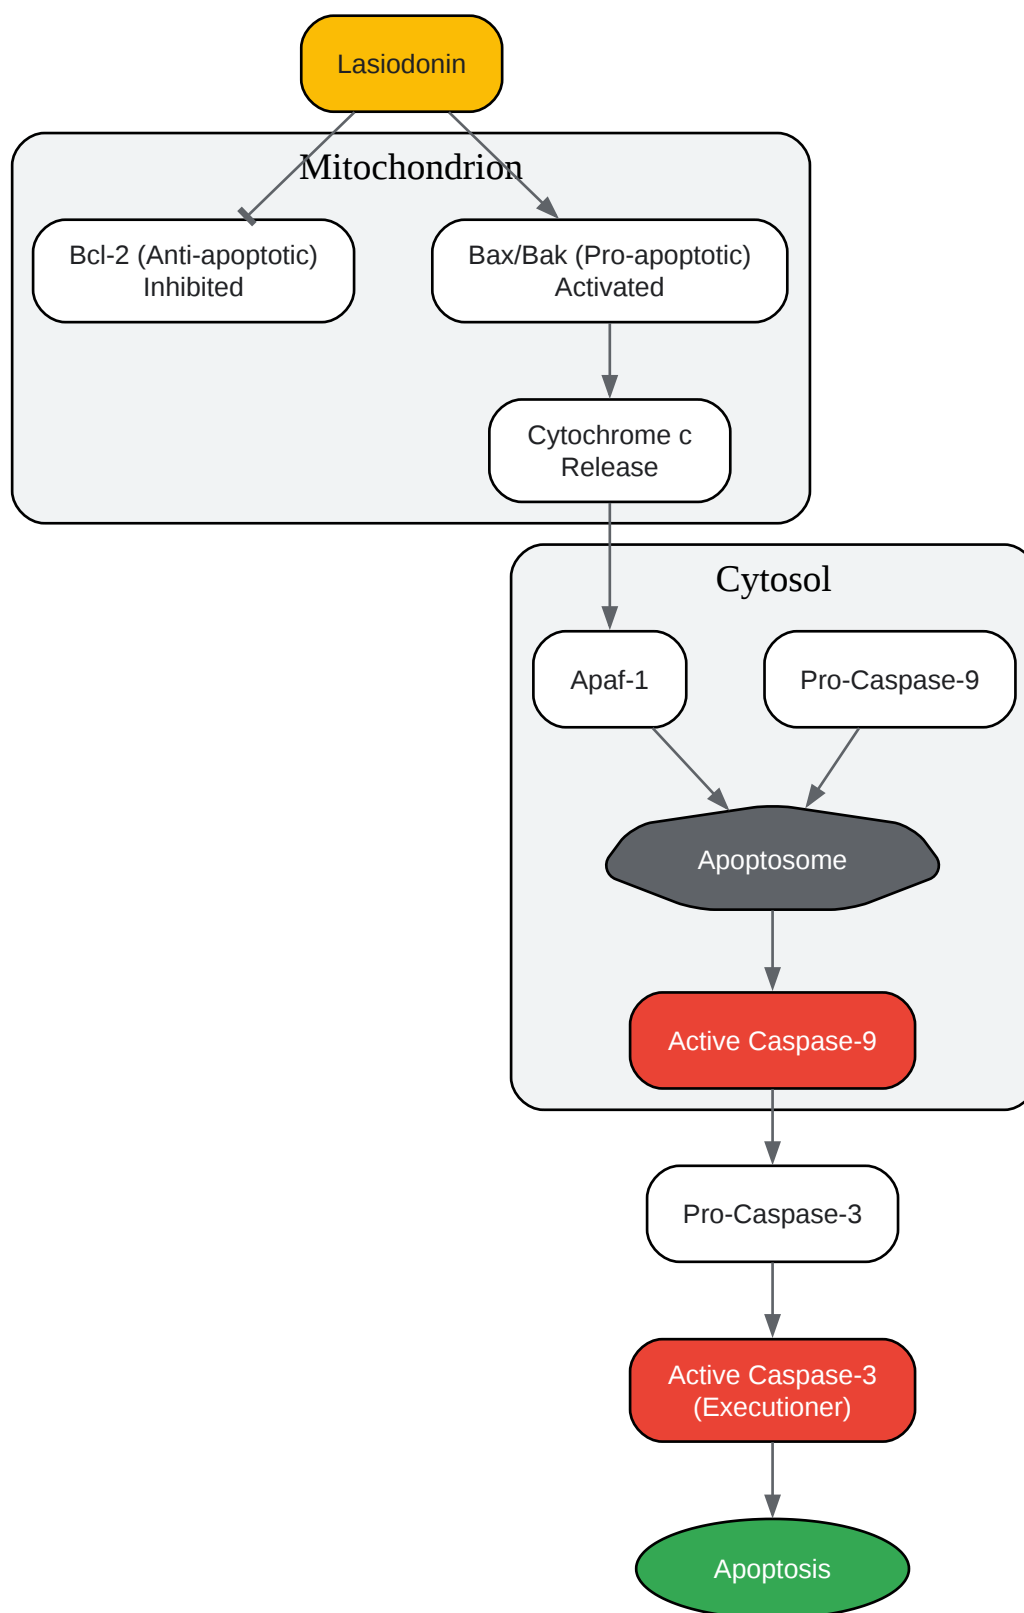 Lasiodonin
Mitochondrion
Bcl-2 (Anti-apoptotic)
Inhibited
Bax/Bak (Pro-apoptotic)
Activated
Cytochrome c
Release
Cytosol
Apaf-1
Pro-Caspase-9
Apoptosome
Active Caspase-9
Pro-Caspase-3
Active Caspase-3
(Executioner)
Apoptosis